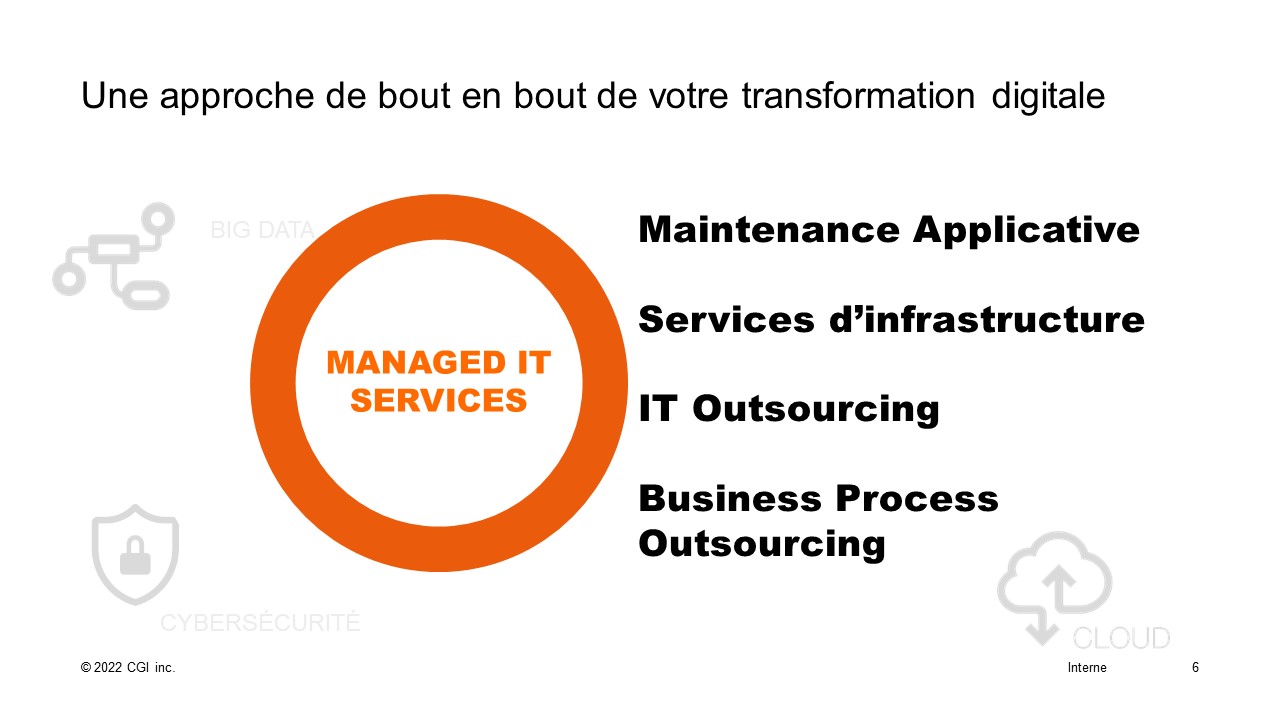 Une approche de bout en bout de votre transformation digitale
BIG DATA
MANAGED IT
SERVICES
Maintenance Applicative
Services d’infrastructure
IT Outsourcing
Business Process
Outsourcing
CYBERSÉCURITÉ
CLOUD
© 2022 CGI inc.
Interne
6